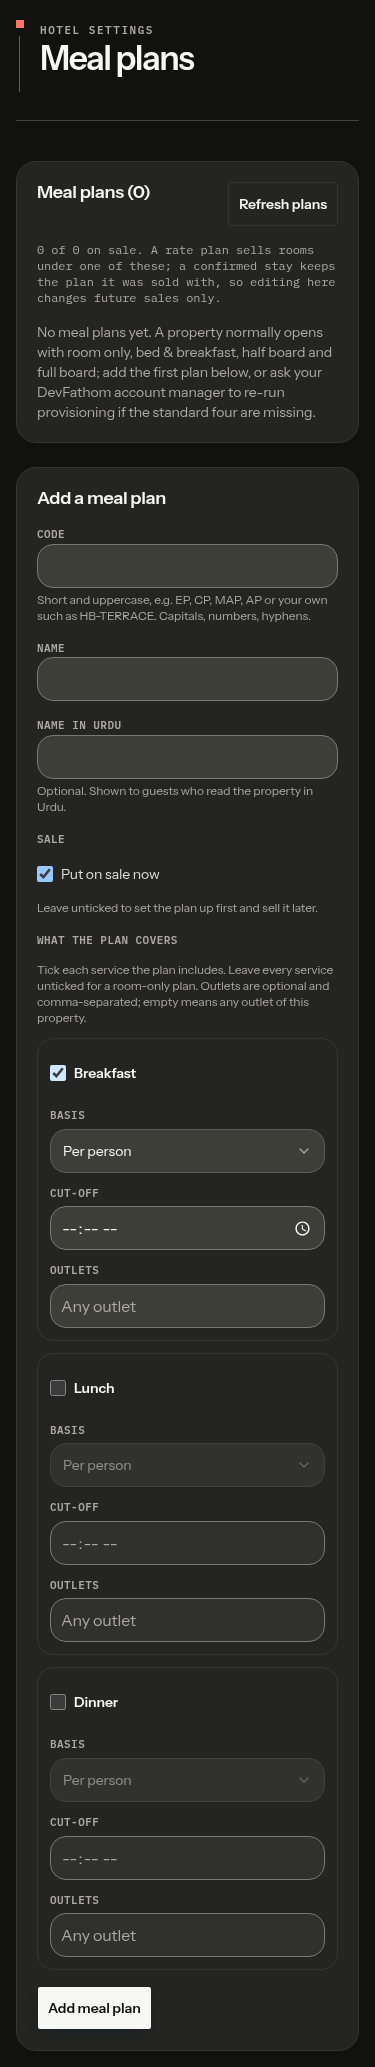 HOTEL SETTINGS
Meal plans
Meal plans (0)
Refresh plans
0 of 0 on sale. A rate plan sells rooms
under one of these; a confirmed stay keeps
the plan it was sold with, so editing here
changes future sales only.
No meal plans yet. A property normally opens
with room only, bed & breakfast, half board and
full board; add the first plan below, or ask your
DevFathom account manager to re-run
provisioning if the standard four are missing.
Add a meal plan
CODE
Short and uppercase, e.g. EP, CP, MAP, AP or your own
such as HB-TERRACE. Capitals, numbers, hyphens.
NAME
NAME IN URDU
Optional. Shown to guests who read the property in
Urdu.
SALE
Put on sale now
Leave unticked to set the plan up first and sell it later.
WHAT THE PLAN COVERS
Tick each service the plan includes. Leave every service
unticked for a room-only plan. Outlets are optional and
comma-separated; empty means any outlet of this
property.
Breakfast
BASIS
Per person
CUT-OFF
--:-- --
OUTLETS
Any outlet
Lunch
BASIS
Per person
CUT-OFF
--:-- --
OUTLETS
Any outlet
Dinner
BASIS
Per person
CUT-OFF
--:-- --
OUTLETS
Any outlet
Add meal plan